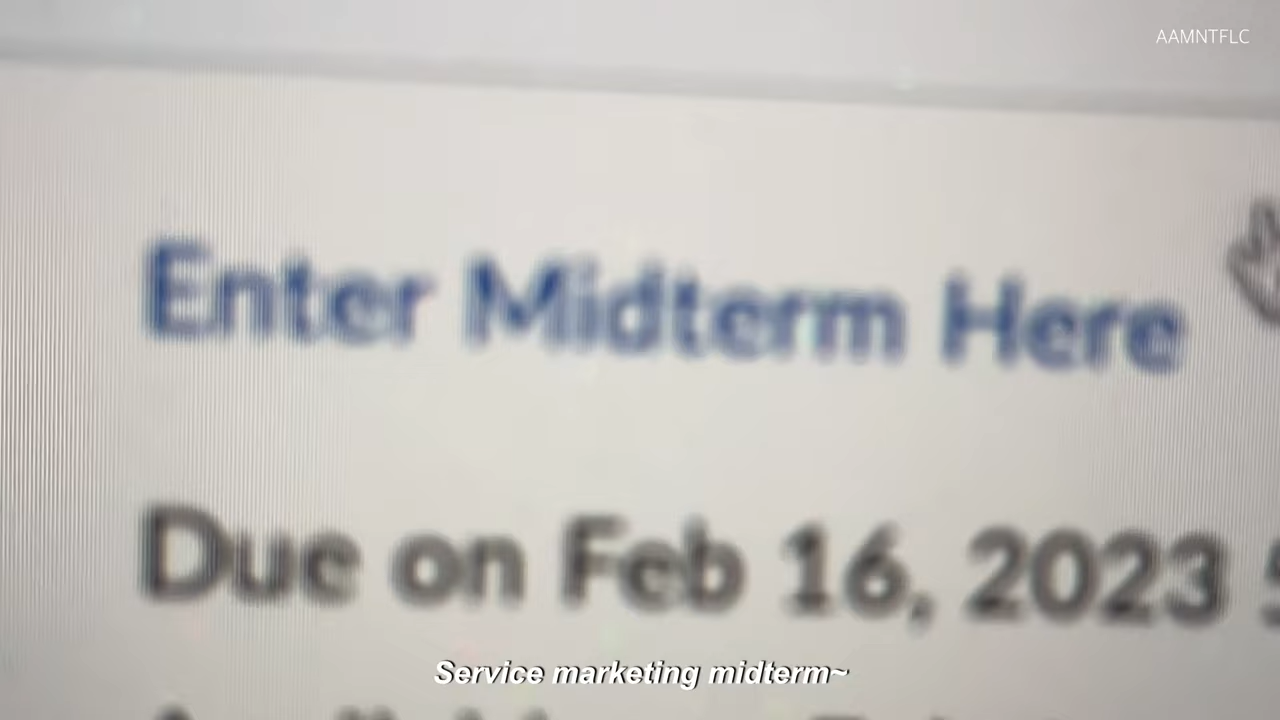 AAMNTFLC
Enter Midterm Here
Due on Feb 16, 2023
Service marketing midterm~